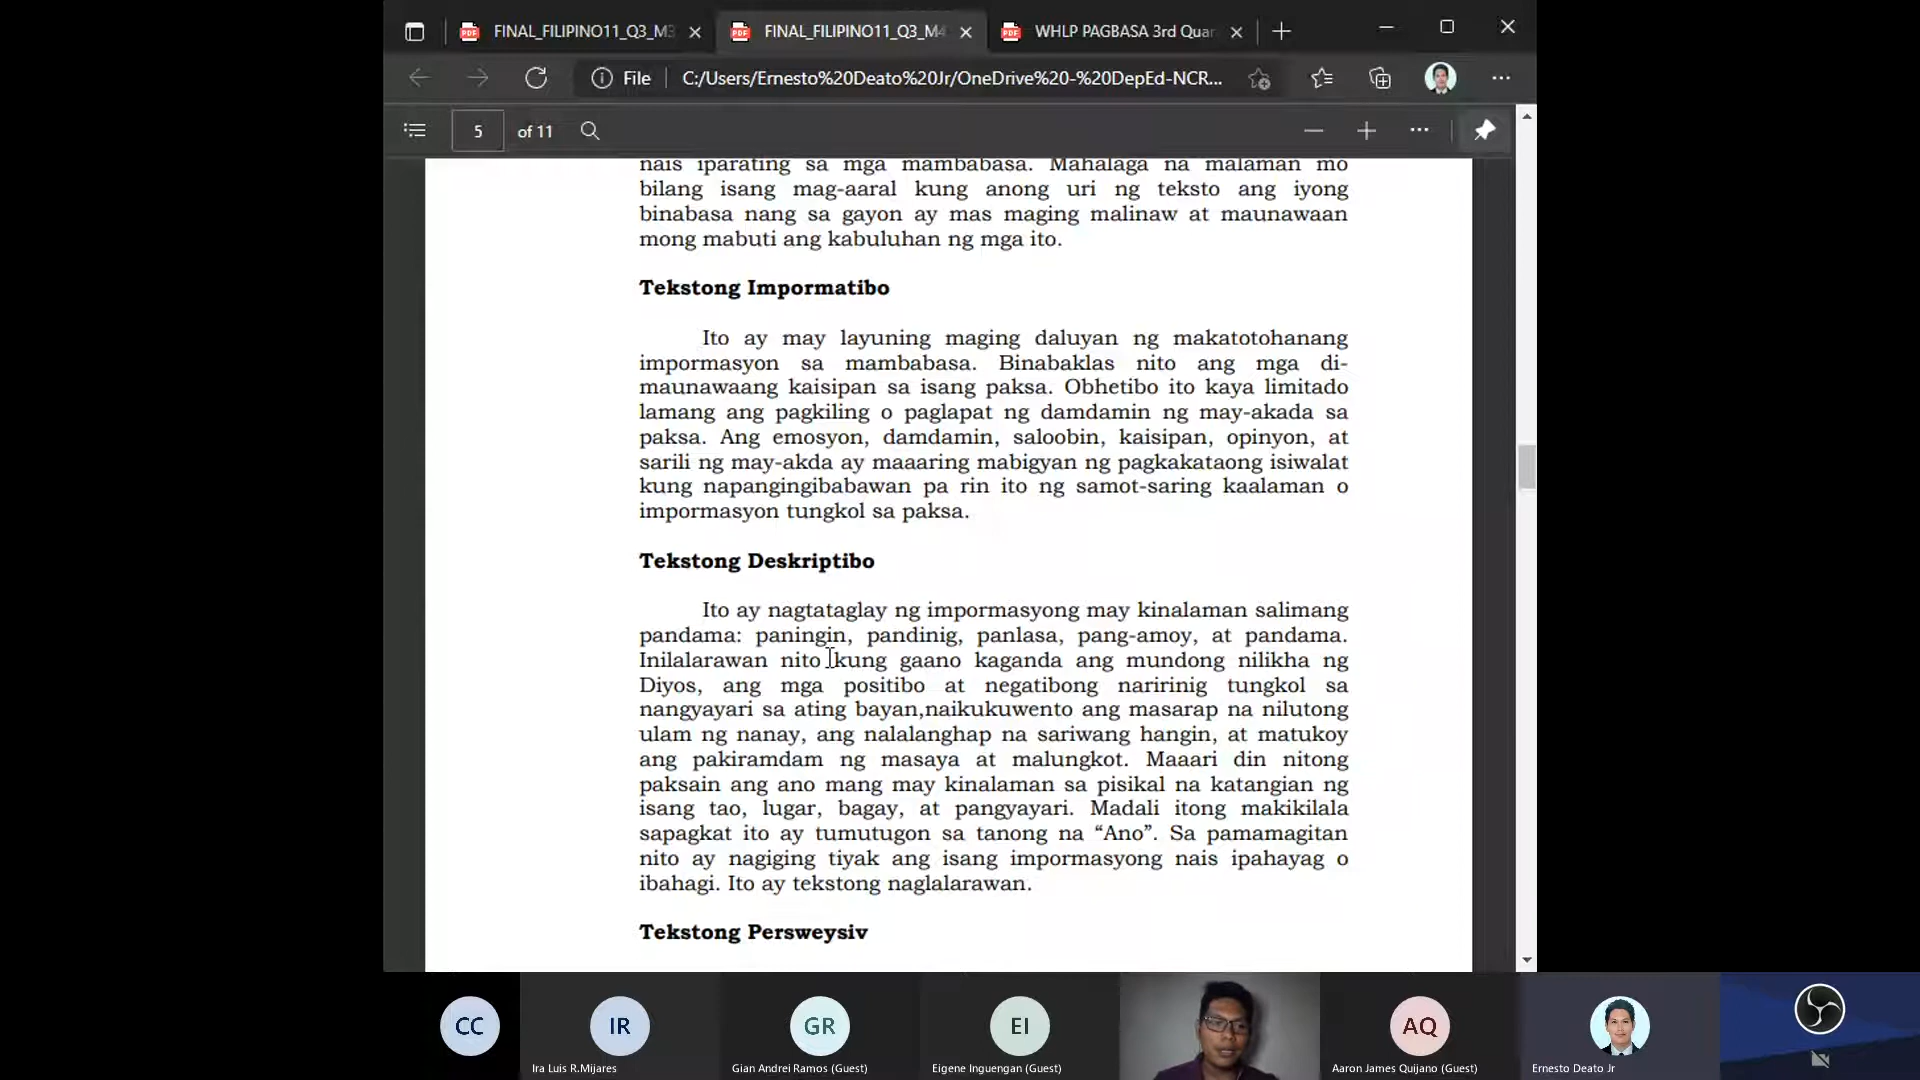 FINAL_FILIPINO11_Q3_M3
FINAL_FILIPINO11_Q3_M4
WHLP PAGBASA 3rd Quar
File
C:/Users/Ernesto%20Deato%20Jr/OneDrive%20-%20DepEd-NCR...
5 of 11
nais iparating sa mga mambabasa. Mahalaga na malaman mo
bilang isang mag-aaral kung anong uri ng teksto ang iyong
binabasa nang sa gayon ay mas maging malinaw at maunawaan
mong mabuti ang kabuluhan ng mga ito.
Tekstong Impormatibo
Ito ay may layuning maging daluyan ng makatotohanang
impormasyon sa mambabasa. Binabaklas nito ang mga di-
maunawaang kaisipan sa isang paksa. Obhetibo ito kaya limitado
lamang ang pagkiling o paglapat ng damdamin ng may-akada sa
paksa. Ang emosyon, damdamin, saloobin, kaisipan, opinyon, at
sarili ng may-akda ay maaaring mabigyan ng pagkakataong isiwalat
kung napangingibabawan pa rin ito ng samot-saring kaalaman o
impormasyon tungkol sa paksa.
Tekstong Deskriptibo
Ito ay nagtataglay ng impormasyong may kinalaman salimang
pandama: paningin, pandinig, panlasa, pang-amoy, at pandama.
Inilalarawan nito kung gaano kaganda ang mundong nilikha ng
Diyos, ang mga positibo at negatibong naririnig tungkol sa
nangyayari sa ating bayan,naikukuwento ang masarap na nilutong
ulam ng nanay, ang nalalanghap na sariwang hangin, at matukoy
ang pakiramdam ng masaya at malungkot. Maaari din nitong
paksain ang ano mang may kinalaman sa pisikal na katangian ng
isang tao, lugar, bagay, at pangyayari. Madali itong makikilala
sapagkat ito ay tumutugon sa tanong na “Ano”. Sa pamamagitan
nito ay nagiging tiyak ang isang impormasyong nais ipahayag o
ibahagi. Ito ay tekstong naglalarawan.
Tekstong Persweysiv
CC
IR
GR
EI
AQ
Ira Luis R.Mijares
Gian Andrei Ramos (Guest)
Eigene Inguengan (Guest)
Aaron James Quijano (Guest)
Ernesto Deato Jr